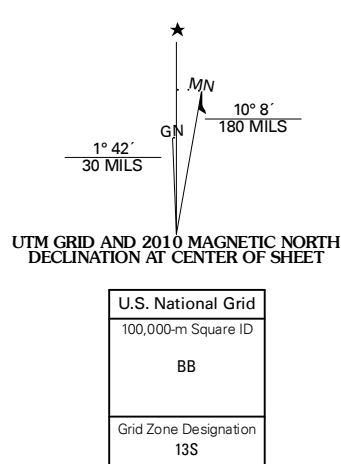 MN
GN
10° 8´
180 MILS
1° 42´
30 MILS
UTM GRID AND 2010 MAGNETIC NORTH
DECLINATION AT CENTER OF SHEET
U.S. National Grid
100,000-m Square ID
BB
Grid Zone Designation
13S